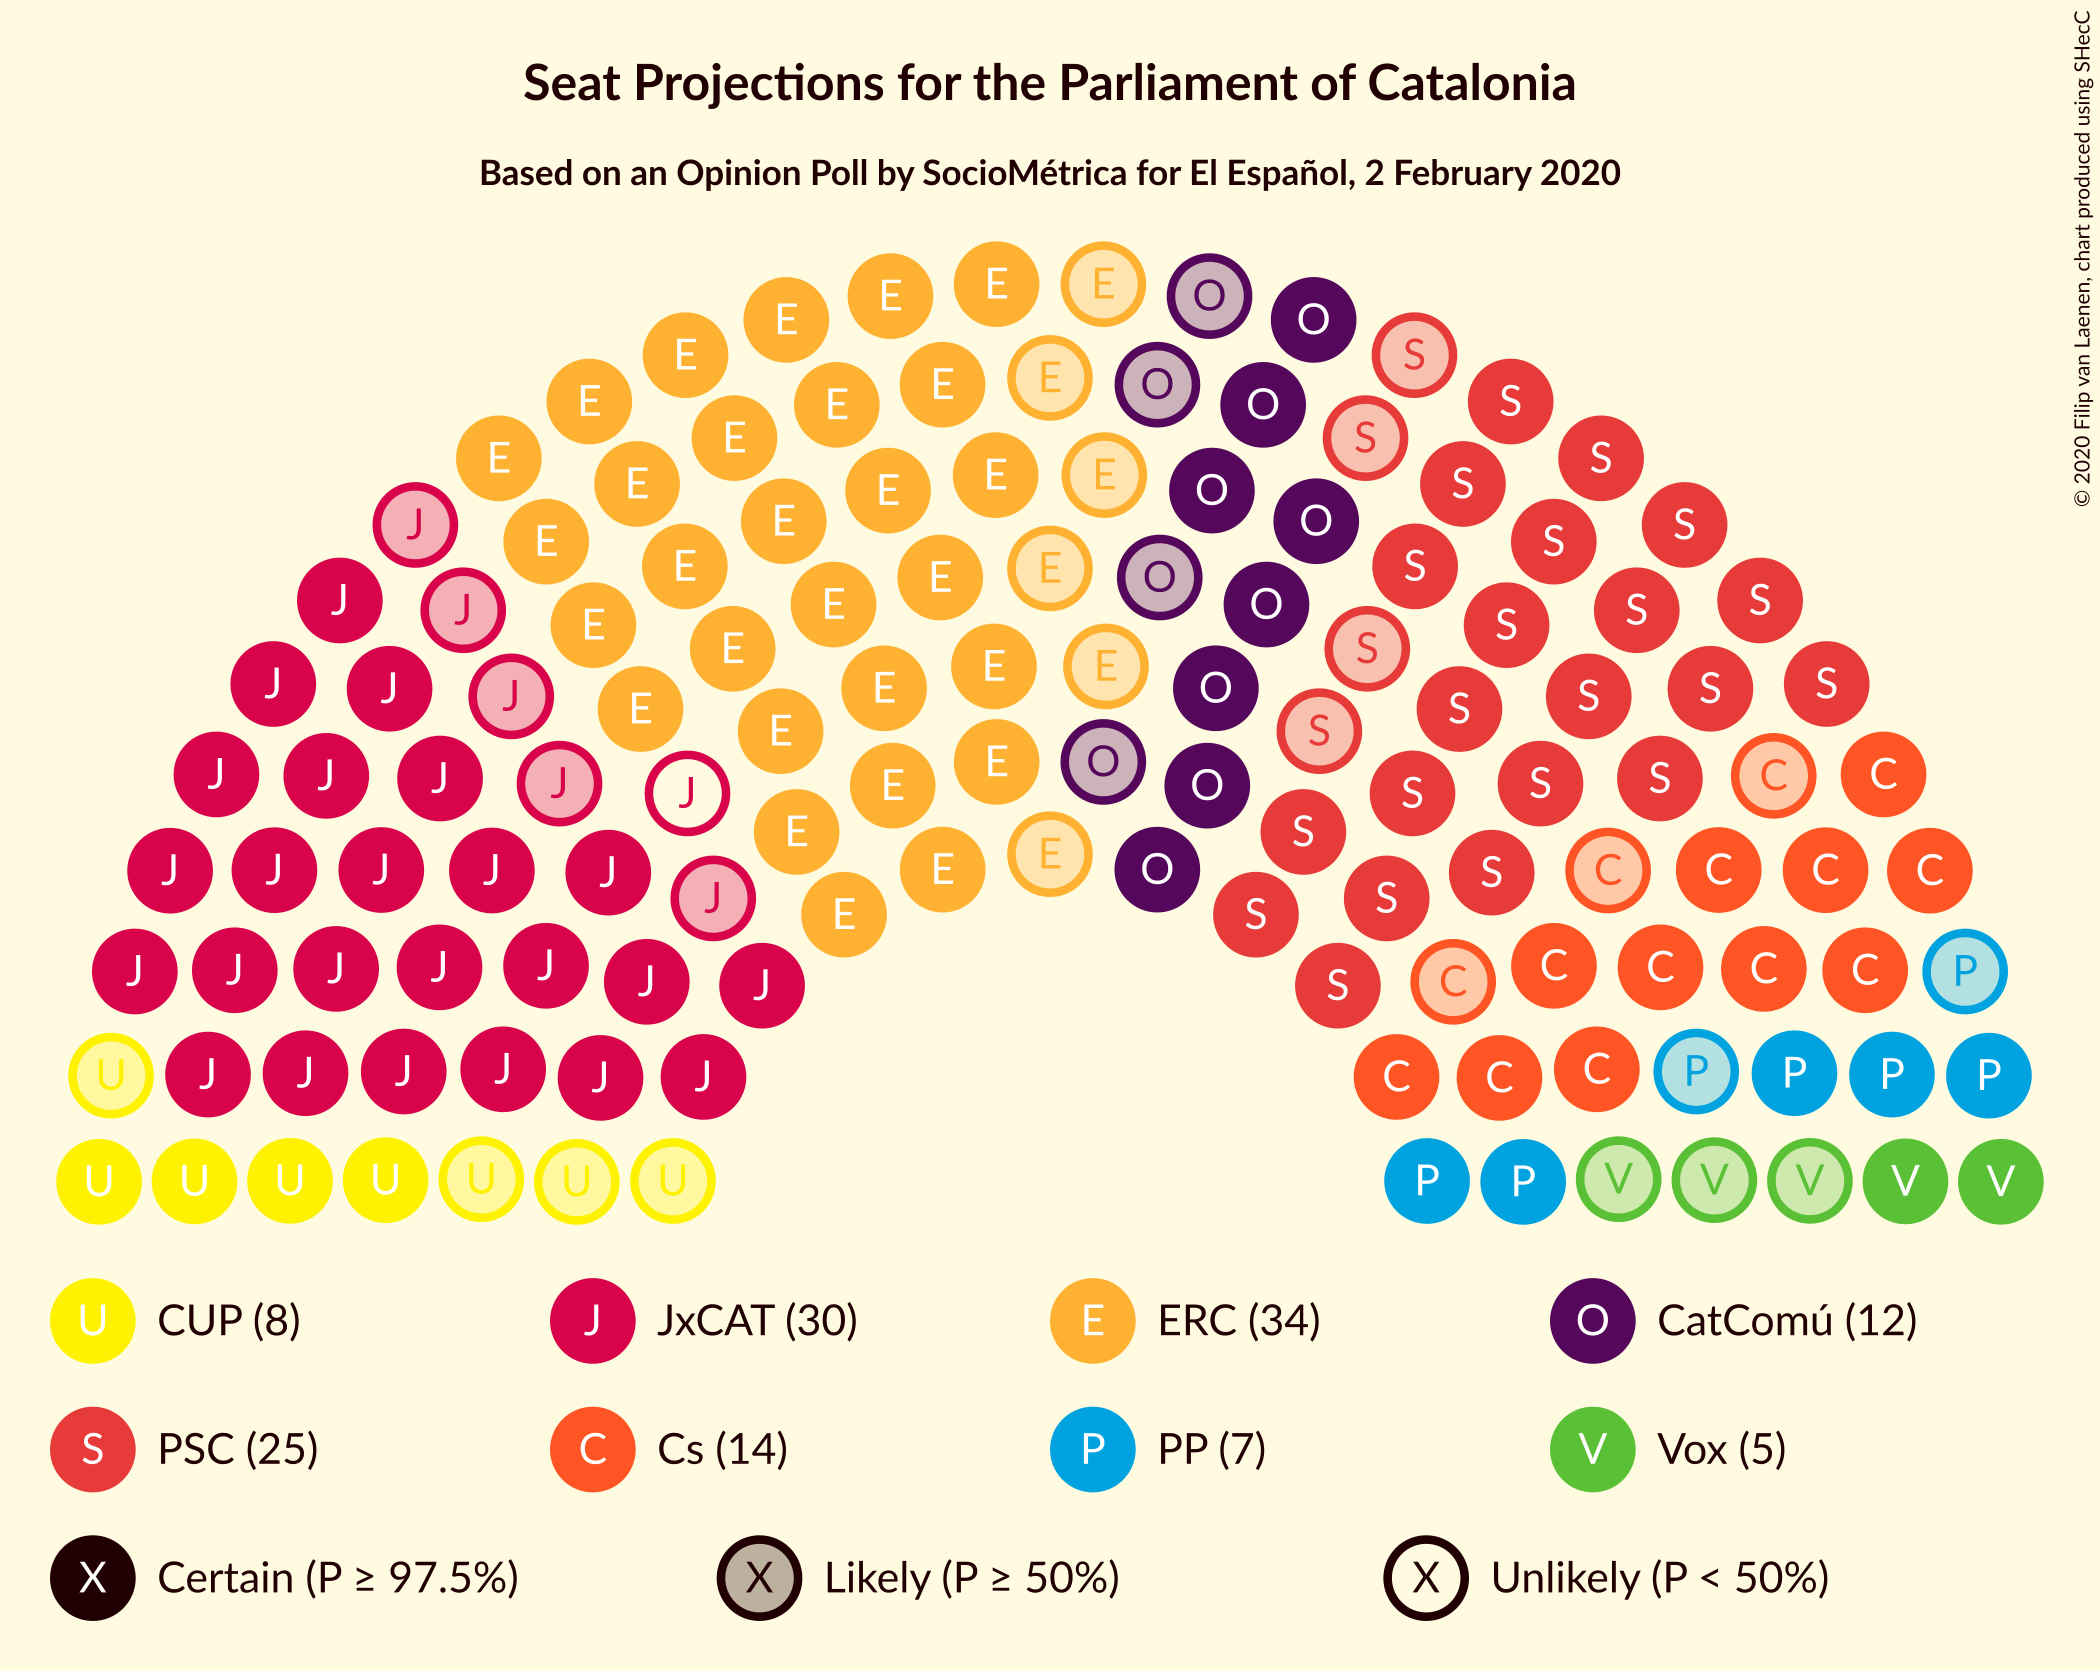 Seat Projections for the Parliament of Catalonia
Based on an Opinion Poll by SocioMétrica for El Español, 2 February 2020
© 2020 Filip van Laenen, chart produced using SHecC
E E E O O
E E S
E E E O O S S
E E E S S
E E E O O S
J E E E O O S S
E E E S S
J J E E E O O S S
J J E E E O S S
J J E E S S
J J J J E E O O S S S C C
J J J J J J E E E O S S S C C C C
J J J J J J J S C C C C C P
U J J J J J J C C C P P P P
U U U U U U U P P V V V V V
U CUP (8) J JxCAT (30) E ERC (34) O CatComú (12)
S PSC (25) C Cs (14) P PP (7) V Vox (5)
X Certain (P ≥ 97.5%) X Likely (P ≥ 50%) X Unlikely (P < 50%)